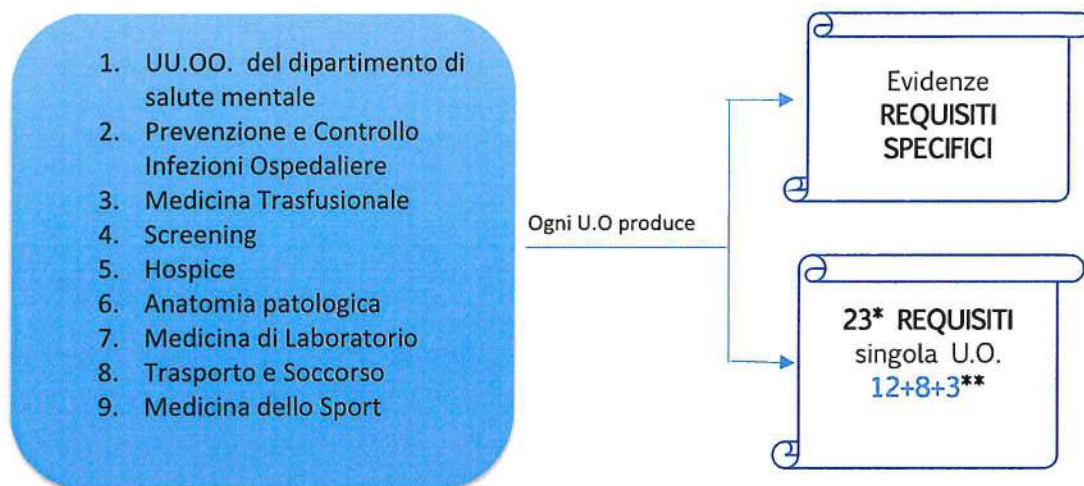 1. UU.OO. del dipartimento di
salute mentale
2. Prevenzione e Controllo
Infezioni Ospedaliere
3. Medicina Trasfusionale
4. Screening
5. Hospice
6. Anatomia patologica
7. Medicina di Laboratorio
8. Trasporto e Soccorso
9. Medicina dello Sport
Ogni U.O produce
Evidenze
REQUISITI
SPECIFICI
23* REQUISITI
singola U.O.
12+8+3**